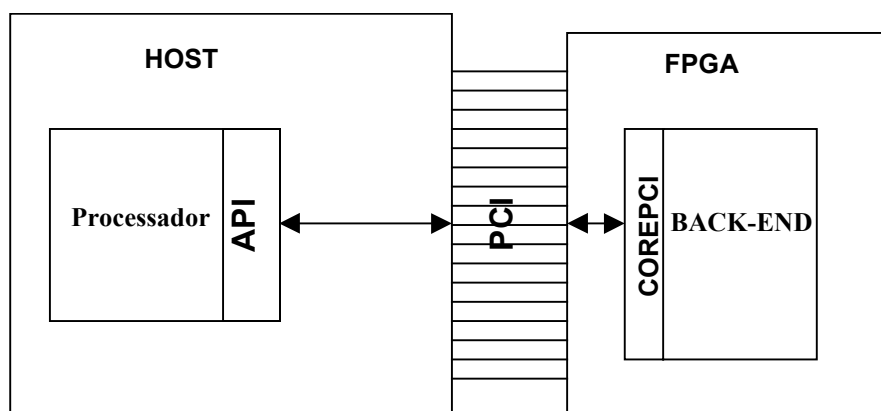 HOST
FPGA
Processador
API
PCI
COREPCI
BACK-END